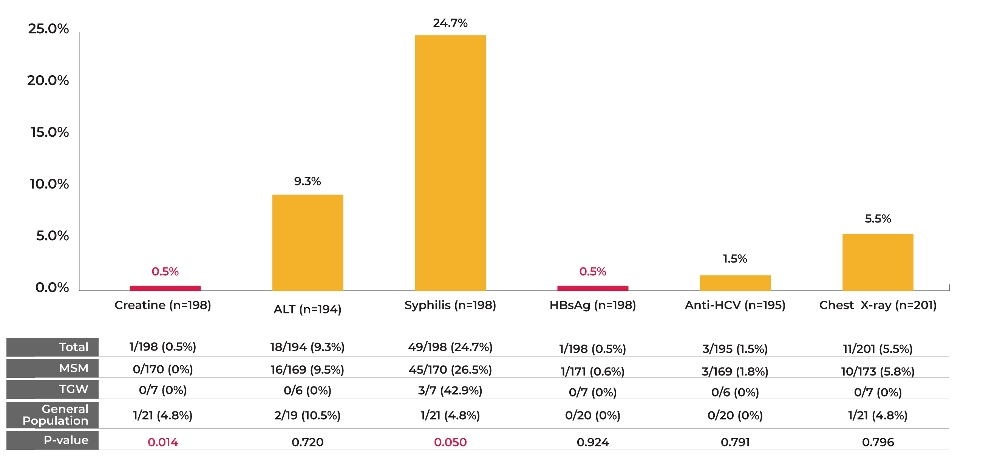 24.7%
25.0%
20.0%
15.0%
10.0%
9.3%
5.5%
5.0%
1.5%
0.5%
0.5%
0.0%
Creatine (n=198)
ALT (n=194)
Syphilis (n=198)
HBsAg (n=198)
Anti-HCV (n=195)
Chest X-ray (n=201)
Total 1/198 (0.5%) 18/194 (9.3%) 49/198 (24.7%) 1/198 (0.5%) 3/195 (1.5%) 11/201 (5.5%)
MSM 0/170 (0%) 16/169 (9.5%) 45/170 (26.5%) 1/171 (0.6%) 3/169 (1.8%) 10/173 (5.8%)
TGW 0/7 (0%) 0/6 (0%) 3/7 (42.9%) 0/7 (0%) 0/6 (0%) 0/7 (0%)
General
Population 1/21 (4.8%) 2/19 (10.5%) 1/21 (4.8%) 0/20 (0%) 0/20 (0%) 1/21 (4.8%)
P-value 0.014 0.720 0.050 0.924 0.791 0.796